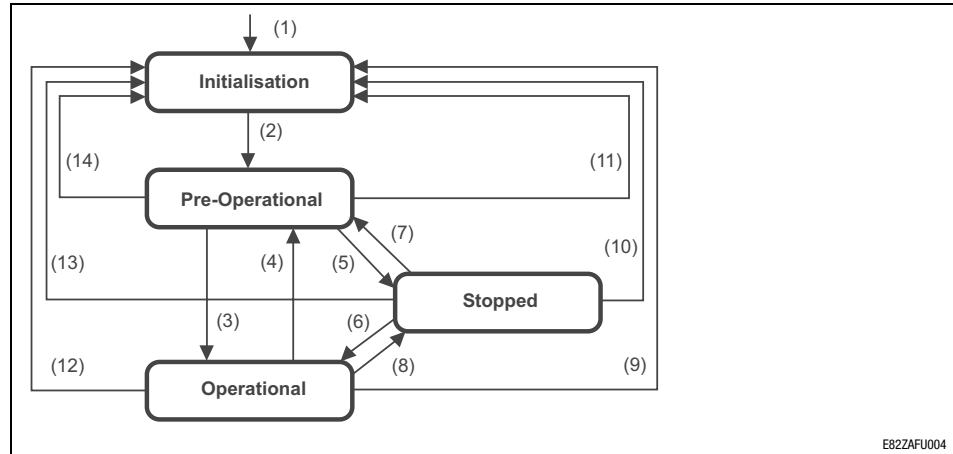 (1)
Initialisation
(2)
(14)
(11)
Pre-Operational
(7)
(13)
(4)
(5)
(10)
Stopped
(3)
(6)
(12)
(8)
(9)
Operational
E82ZAFU004